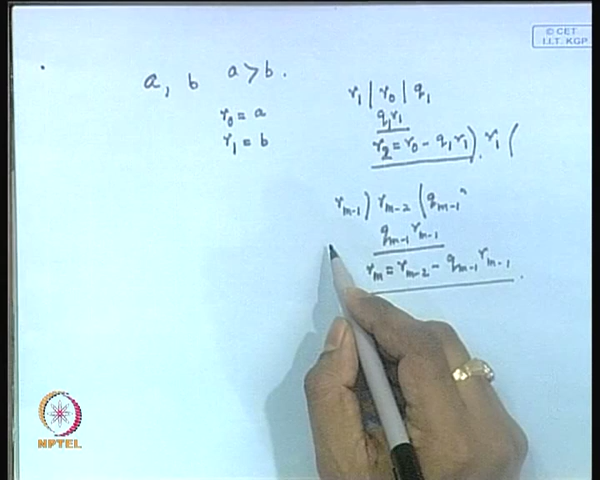 © CET
I.I.T. KGP
a, b a > b.
r₀ = a
r₁ = b
r₁ | r₀ | q₁
q₁r₁
r₂ = r₀ - q₁r₁ ). r₁ (
rₘ₋₁ ) rₘ₋₂ ( qₘ₋₁
qₘ₋₁ rₘ₋₁
rₘ = rₘ₋₂ - qₘ₋₁ rₘ₋₁ .
NPTEL